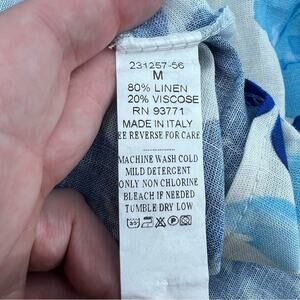 231257-56
M
80% LINEN
20% VISCOSE
RN 93771
MADE IN ITALY
SEE REVERSE FOR CARE
MACHINE WASH COLD
MILD DETERGENT
ONLY NON CHLORINE
BLEACH IF NEEDED
TUMBLE DRY LOW